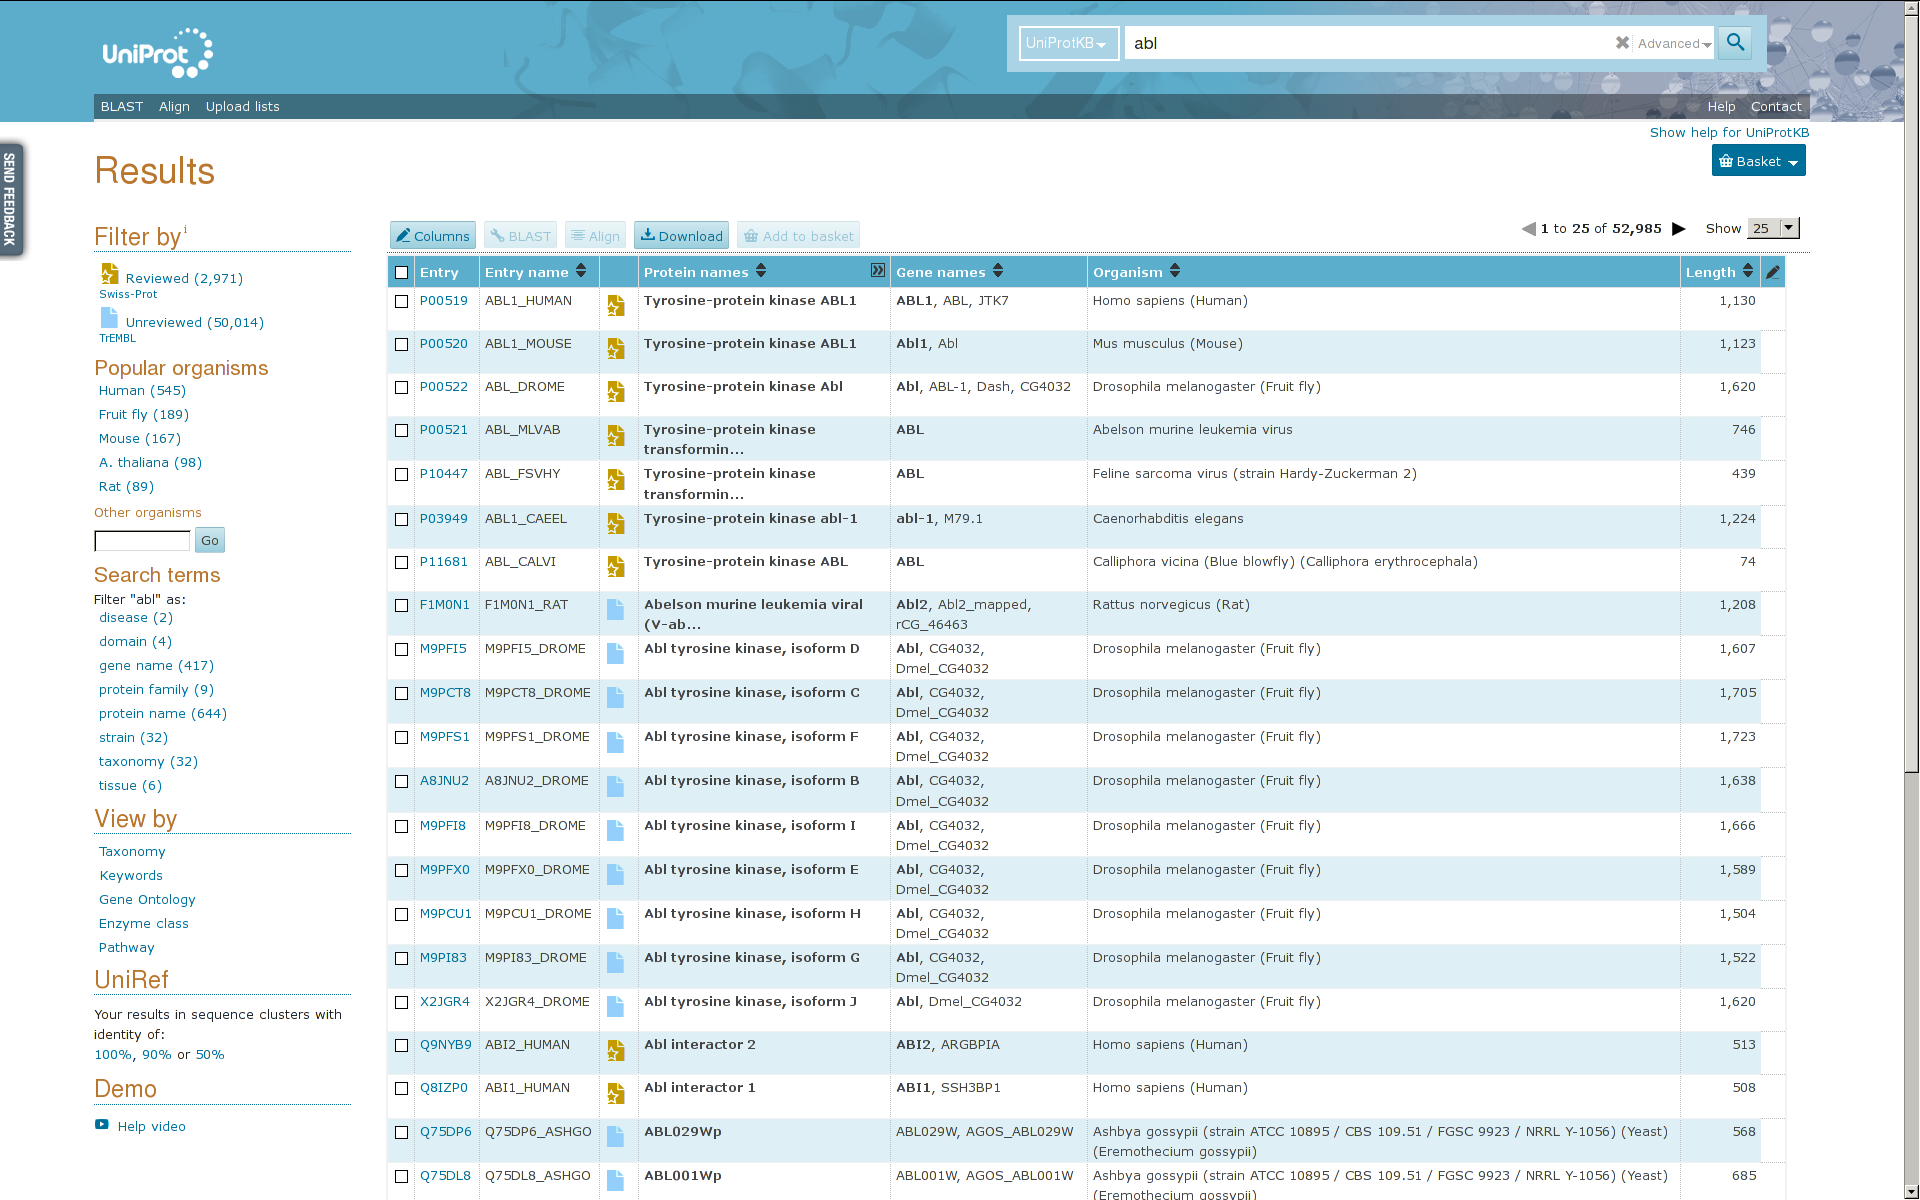 UniProt
UniProtKB
abl
Advanced
BLAST Align Upload lists
Help Contact
Show help for UniProtKB
SEND FEEDBACK
Results
Basket
Filter by i
Reviewed (2,971)
Swiss-Prot
Unreviewed (50,014)
TrEMBL
Popular organisms
Human (545)
Fruit fly (189)
Mouse (167)
A. thaliana (98)
Rat (89)
Other organisms
Go
Search terms
Filter "abl" as:
disease (2)
domain (4)
gene name (417)
protein family (9)
protein name (644)
strain (32)
taxonomy (32)
tissue (6)
View by
Taxonomy
Keywords
Gene Ontology
Enzyme class
Pathway
UniRef
Your results in sequence clusters with
identity of:
100%, 90% or 50%
Demo
Help video
Columns BLAST Align Download Add to basket
1 to 25 of 52,985 Show 25
Entry Entry name Protein names Gene names Organism Length
P00519 ABL1_HUMAN Tyrosine-protein kinase ABL1 ABL1, ABL, JTK7 Homo sapiens (Human) 1,130
P00520 ABL1_MOUSE Tyrosine-protein kinase ABL1 Abl1, Abl Mus musculus (Mouse) 1,123
P00522 ABL_DROME Tyrosine-protein kinase Abl Abl, ABL-1, Dash, CG4032 Drosophila melanogaster (Fruit fly) 1,620
P00521 ABL_MLVAB Tyrosine-protein kinase ABL Abelson murine leukemia virus 746
transformin...
P10447 ABL_FSVHY Tyrosine-protein kinase ABL Feline sarcoma virus (strain Hardy-Zuckerman 2) 439
transformin...
P03949 ABL1_CAEEL Tyrosine-protein kinase abl-1 abl-1, M79.1 Caenorhabditis elegans 1,224
P11681 ABL_CALVI Tyrosine-protein kinase ABL ABL Calliphora vicina (Blue blowfly) (Calliphora erythrocephala) 74
F1M0N1 F1M0N1_RAT Abelson murine leukemia viral Abl2, Abl2_mapped, Rattus norvegicus (Rat) 1,208
(V-ab... rCG_46463
M9PFI5 M9PFI5_DROME Abl tyrosine kinase, isoform D Abl, CG4032, Drosophila melanogaster (Fruit fly) 1,607
Dmel_CG4032
M9PCT8 M9PCT8_DROME Abl tyrosine kinase, isoform C Abl, CG4032, Drosophila melanogaster (Fruit fly) 1,705
Dmel_CG4032
M9PFS1 M9PFS1_DROME Abl tyrosine kinase, isoform F Abl, CG4032, Drosophila melanogaster (Fruit fly) 1,723
Dmel_CG4032
A8JNU2 A8JNU2_DROME Abl tyrosine kinase, isoform B Abl, CG4032, Drosophila melanogaster (Fruit fly) 1,638
Dmel_CG4032
M9PFI8 M9PFI8_DROME Abl tyrosine kinase, isoform I Abl, CG4032, Drosophila melanogaster (Fruit fly) 1,666
Dmel_CG4032
M9PFX0 M9PFX0_DROME Abl tyrosine kinase, isoform E Abl, CG4032, Drosophila melanogaster (Fruit fly) 1,589
Dmel_CG4032
M9PCU1 M9PCU1_DROME Abl tyrosine kinase, isoform H Abl, CG4032, Drosophila melanogaster (Fruit fly) 1,504
Dmel_CG4032
M9PI83 M9PI83_DROME Abl tyrosine kinase, isoform G Abl, CG4032, Drosophila melanogaster (Fruit fly) 1,522
Dmel_CG4032
X2JGR4 X2JGR4_DROME Abl tyrosine kinase, isoform J Abl, Dmel_CG4032 Drosophila melanogaster (Fruit fly) 1,620
Q9NYB9 ABI2_HUMAN Abl interactor 2 ABI2, ARGBPIA Homo sapiens (Human) 513
Q8IZP0 ABI1_HUMAN Abl interactor 1 ABI1, SSH3BP1 Homo sapiens (Human) 508
Q75DP6 Q75DP6_ASHGO ABL029Wp ABL029W, AGOS_ABL029W Ashbya gossypii (strain ATCC 10895 / CBS 109.51 / FGSC 9923 / NRRL Y-1056) (Yeast) 568
(Eremothecium gossypii)
Q75DL8 Q75DL8_ASHGO ABL001Wp ABL001W, AGOS_ABL001W Ashbya gossypii (strain ATCC 10895 / CBS 109.51 / FGSC 9923 / NRRL Y-1056) (Yeast) 685
(Eremothecium gossypii)